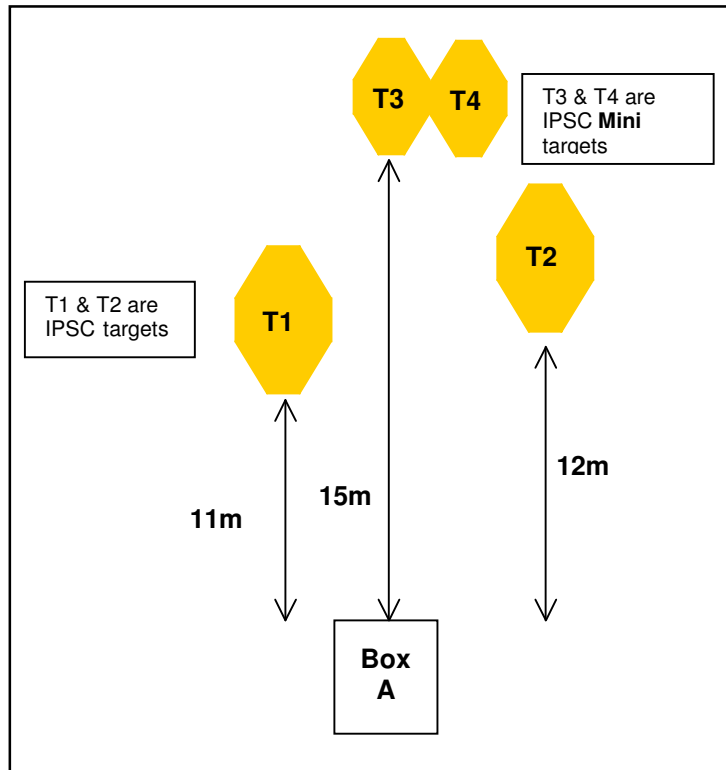 T3 T4
T3 & T4 are
IPSC Mini
targets
T2
T1 & T2 are
IPSC targets
T1
12m
15m
11m
Box
A